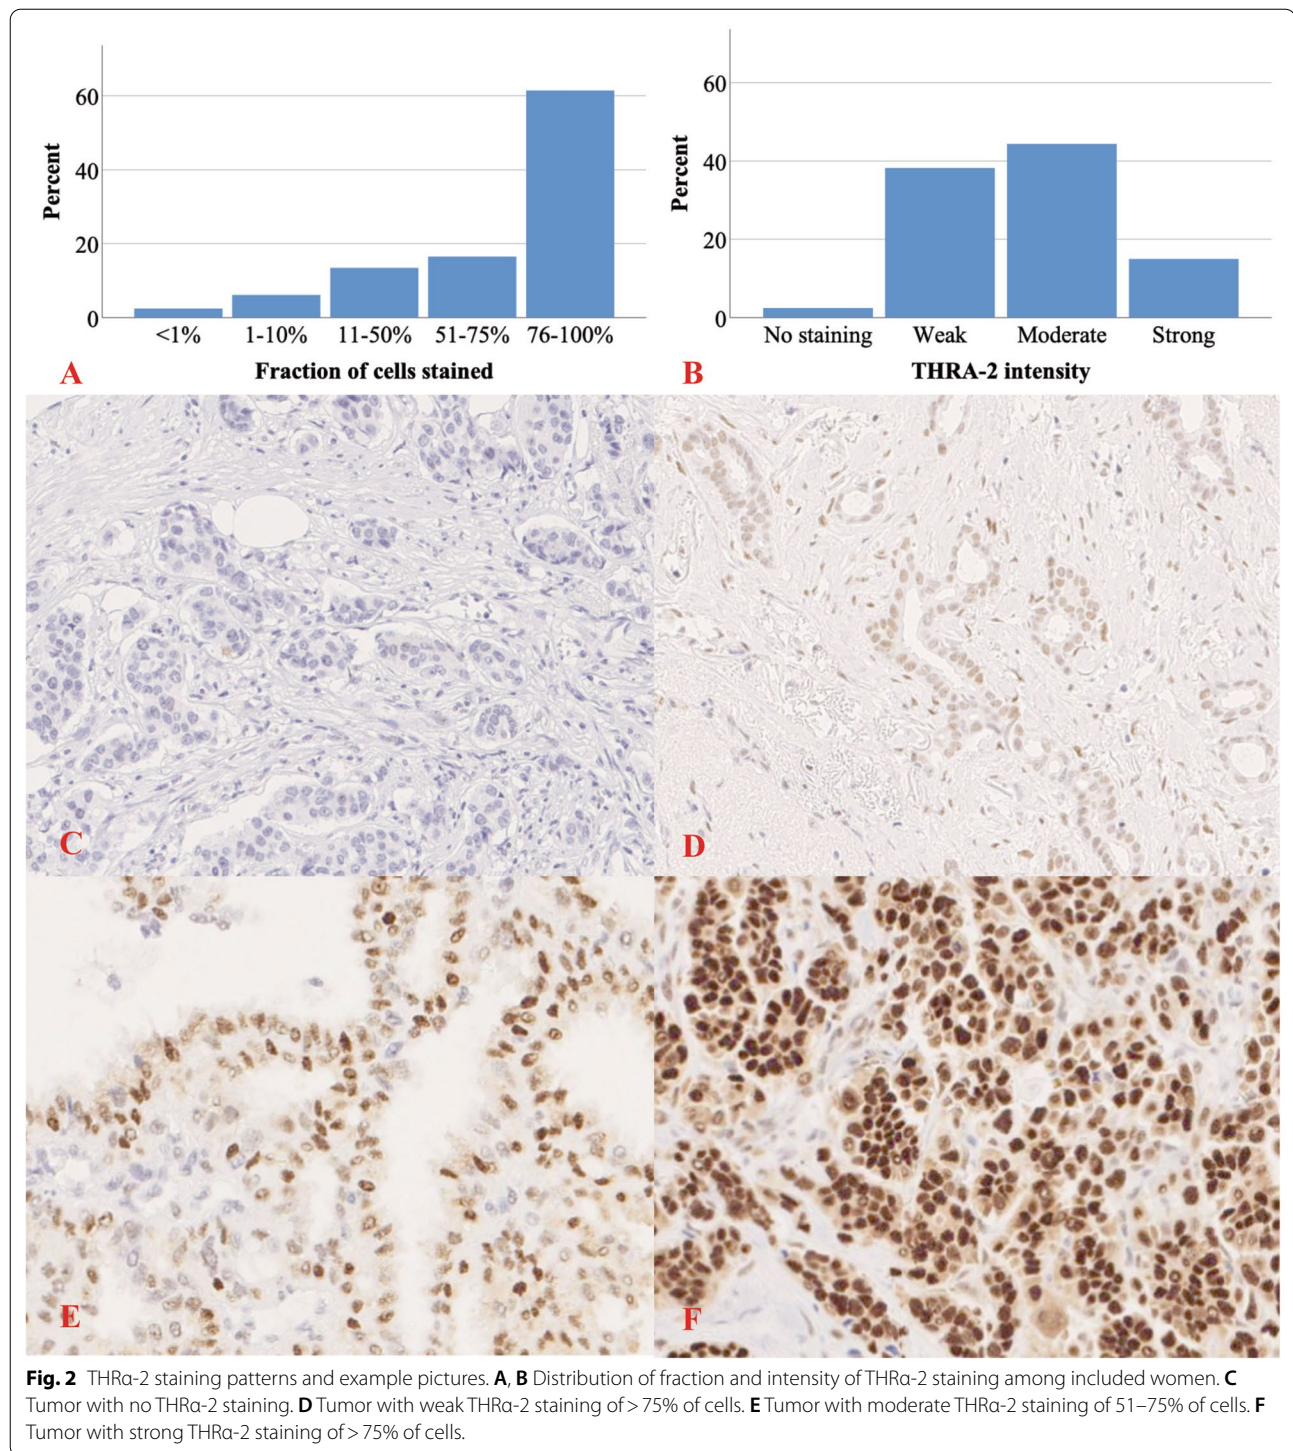 60
40
20
0
Percent
<1% 1-10% 11-50% 51-75% 76-100%
Fraction of cells stained
A
60
40
20
0
Percent
No staining Weak Moderate Strong
THRA-2 intensity
B
C
D
E
F
Fig. 2 THRα-2 staining patterns and example pictures. A, B Distribution of fraction and intensity of THRα-2 staining among included women. C
Tumor with no THRα-2 staining. D Tumor with weak THRα-2 staining of > 75% of cells. E Tumor with moderate THRα-2 staining of 51–75% of cells. F
Tumor with strong THRα-2 staining of > 75% of cells.